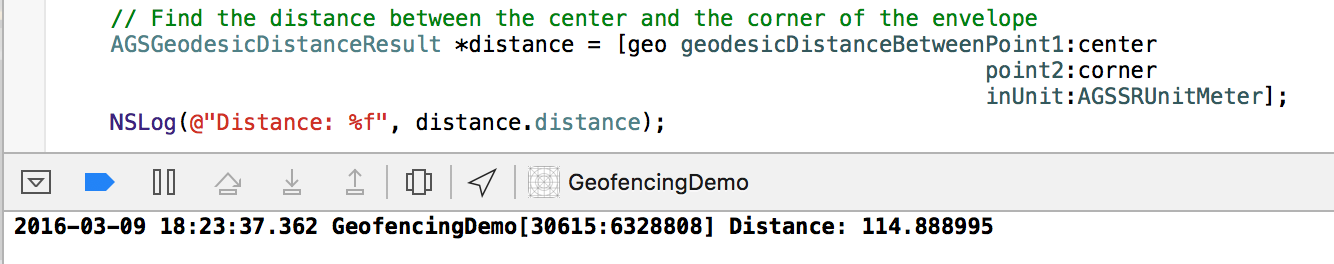 // Find the distance between the center and the corner of the envelope
AGSGeodesicDistanceResult *distance = [geo geodesicDistanceBetweenPoint1:center
point2:corner
inUnit:AGSSRUnitMeter];
NSLog(@"Distance: %f", distance.distance);
GeofencingDemo
2016-03-09 18:23:37.362 GeofencingDemo[30615:6328808] Distance: 114.888995